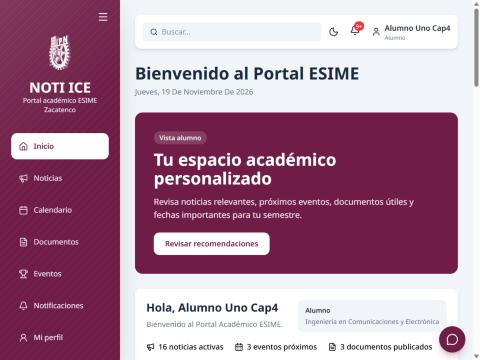 NOTI ICE
Portal académico ESIME
Zacatenco
Inicio
Noticias
Calendario
Documentos
Eventos
Notificaciones
Mi perfil
Buscar...
9+
Alumno Uno Cap4
Alumno
Bienvenido al Portal ESIME
Jueves, 19 De Noviembre De 2026
Vista alumno
Tu espacio académico
personalizado
Revisa noticias relevantes, próximos eventos, documentos útiles y
fechas importantes para tu semestre.
Revisar recomendaciones
Hola, Alumno Uno Cap4
Bienvenido al Portal Académico ESIME.
Alumno
Ingeniería en Comunicaciones y Electrónica
16 noticias activas
3 eventos próximos
3 documentos publicados